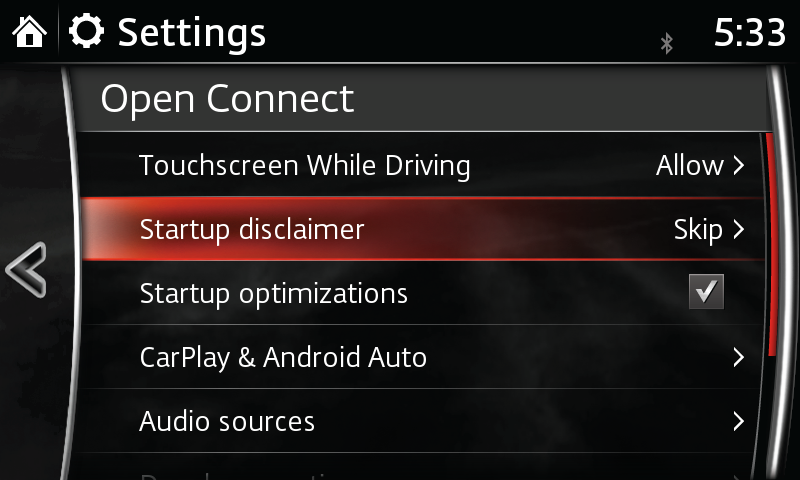 Settings
5:33
Open Connect
Touchscreen While Driving Allow
Startup disclaimer Skip
Startup optimizations
CarPlay & Android Auto
Audio sources